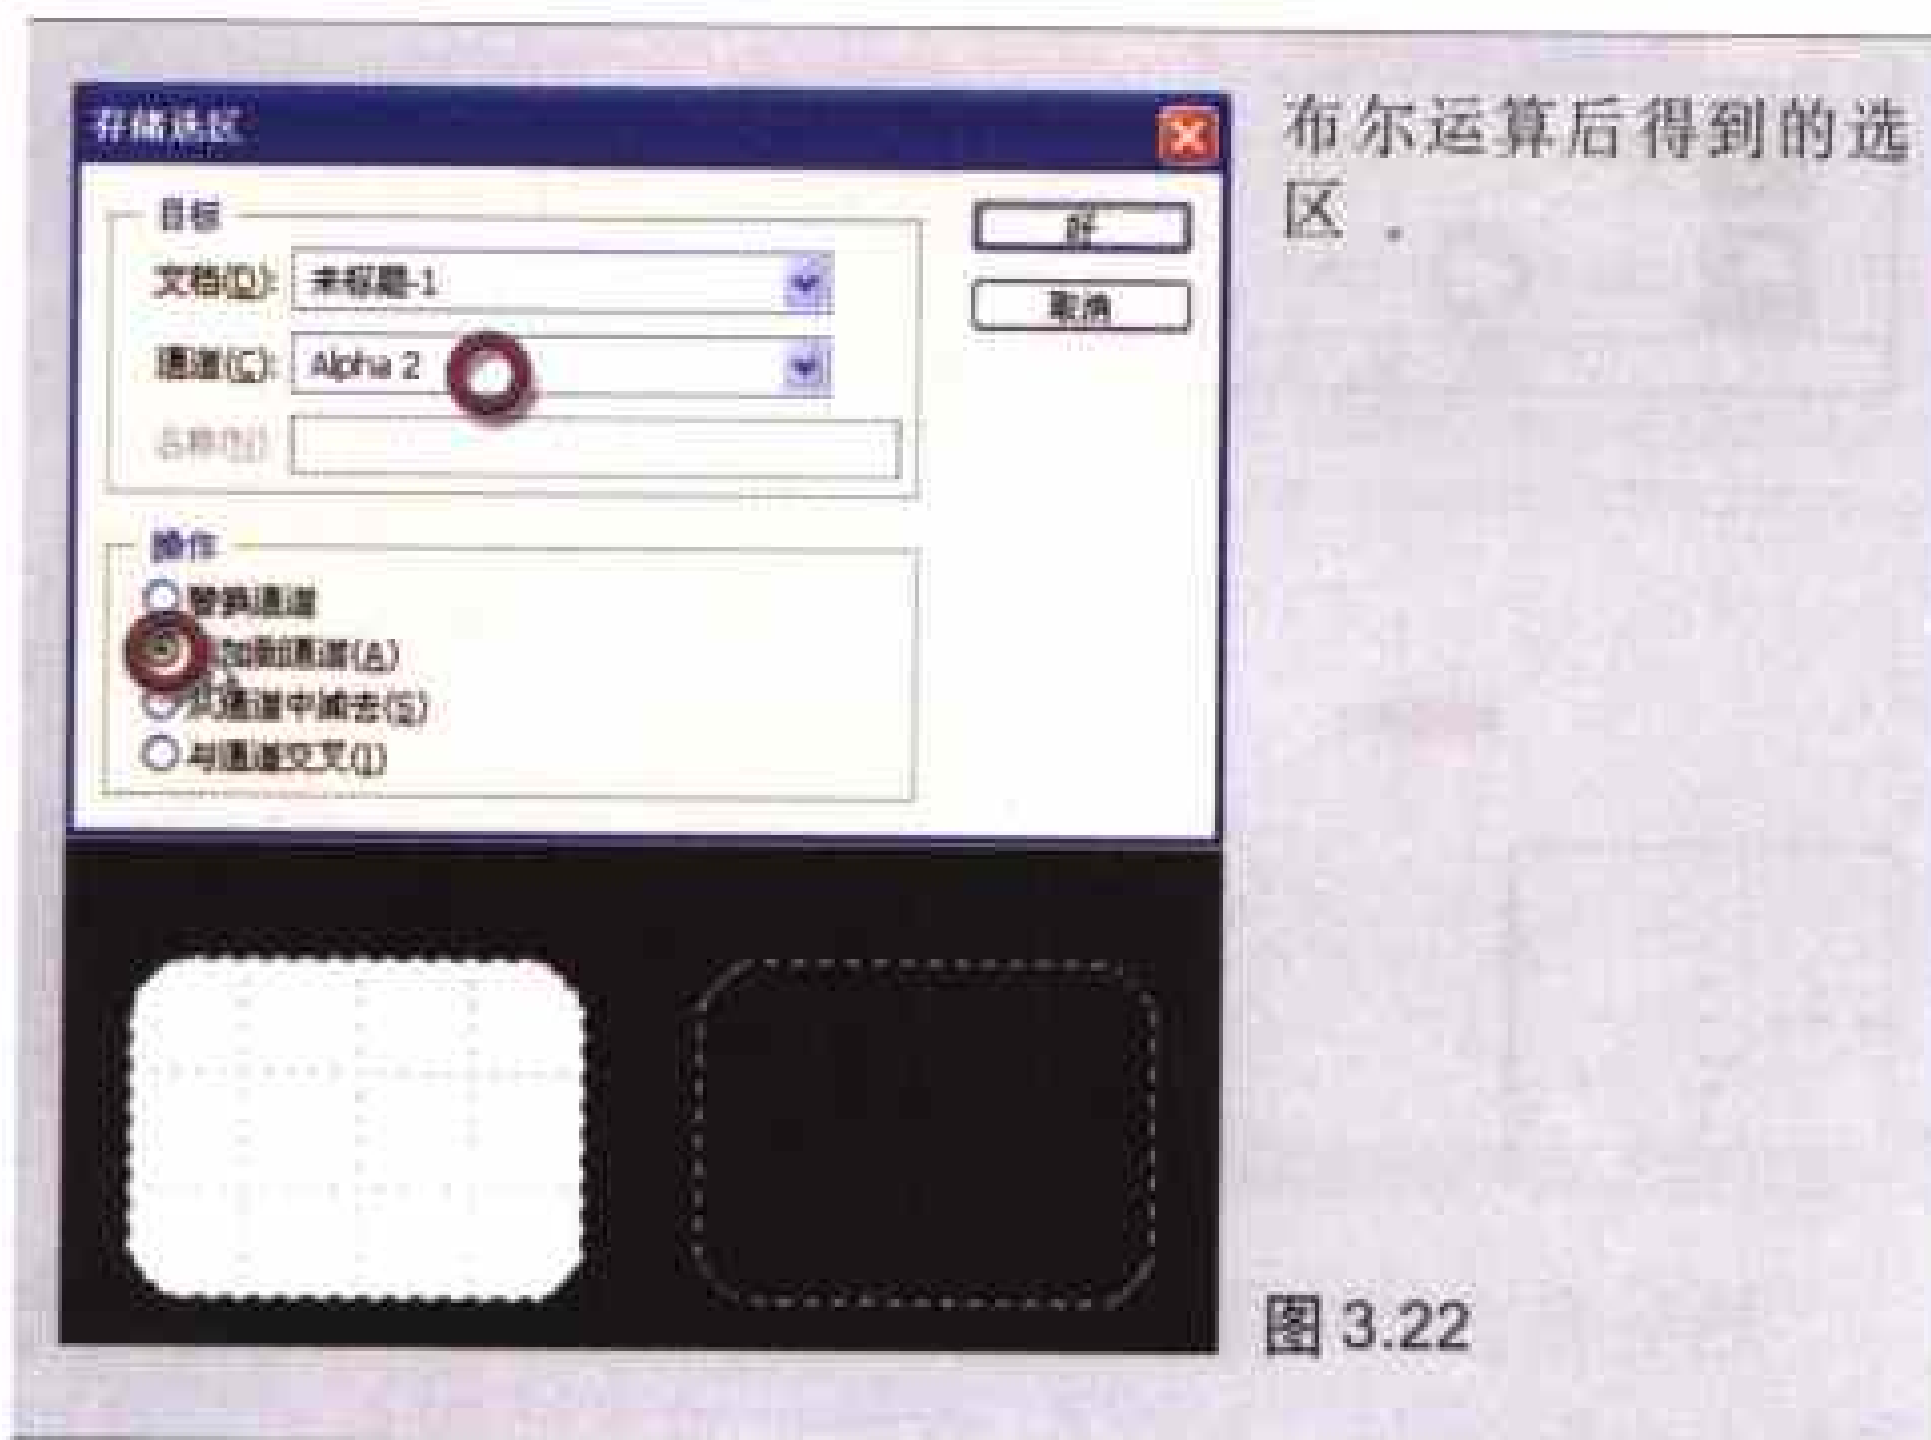 存储选区
目标
文档(D): 未标题-1
通道(C): Alpha 2
名称(N)
好
取消
操作
替换通道
加到通道(A)
从通道中减去(S)
与通道交叉(I)
布尔运算后得到的选
区.
图 3.22